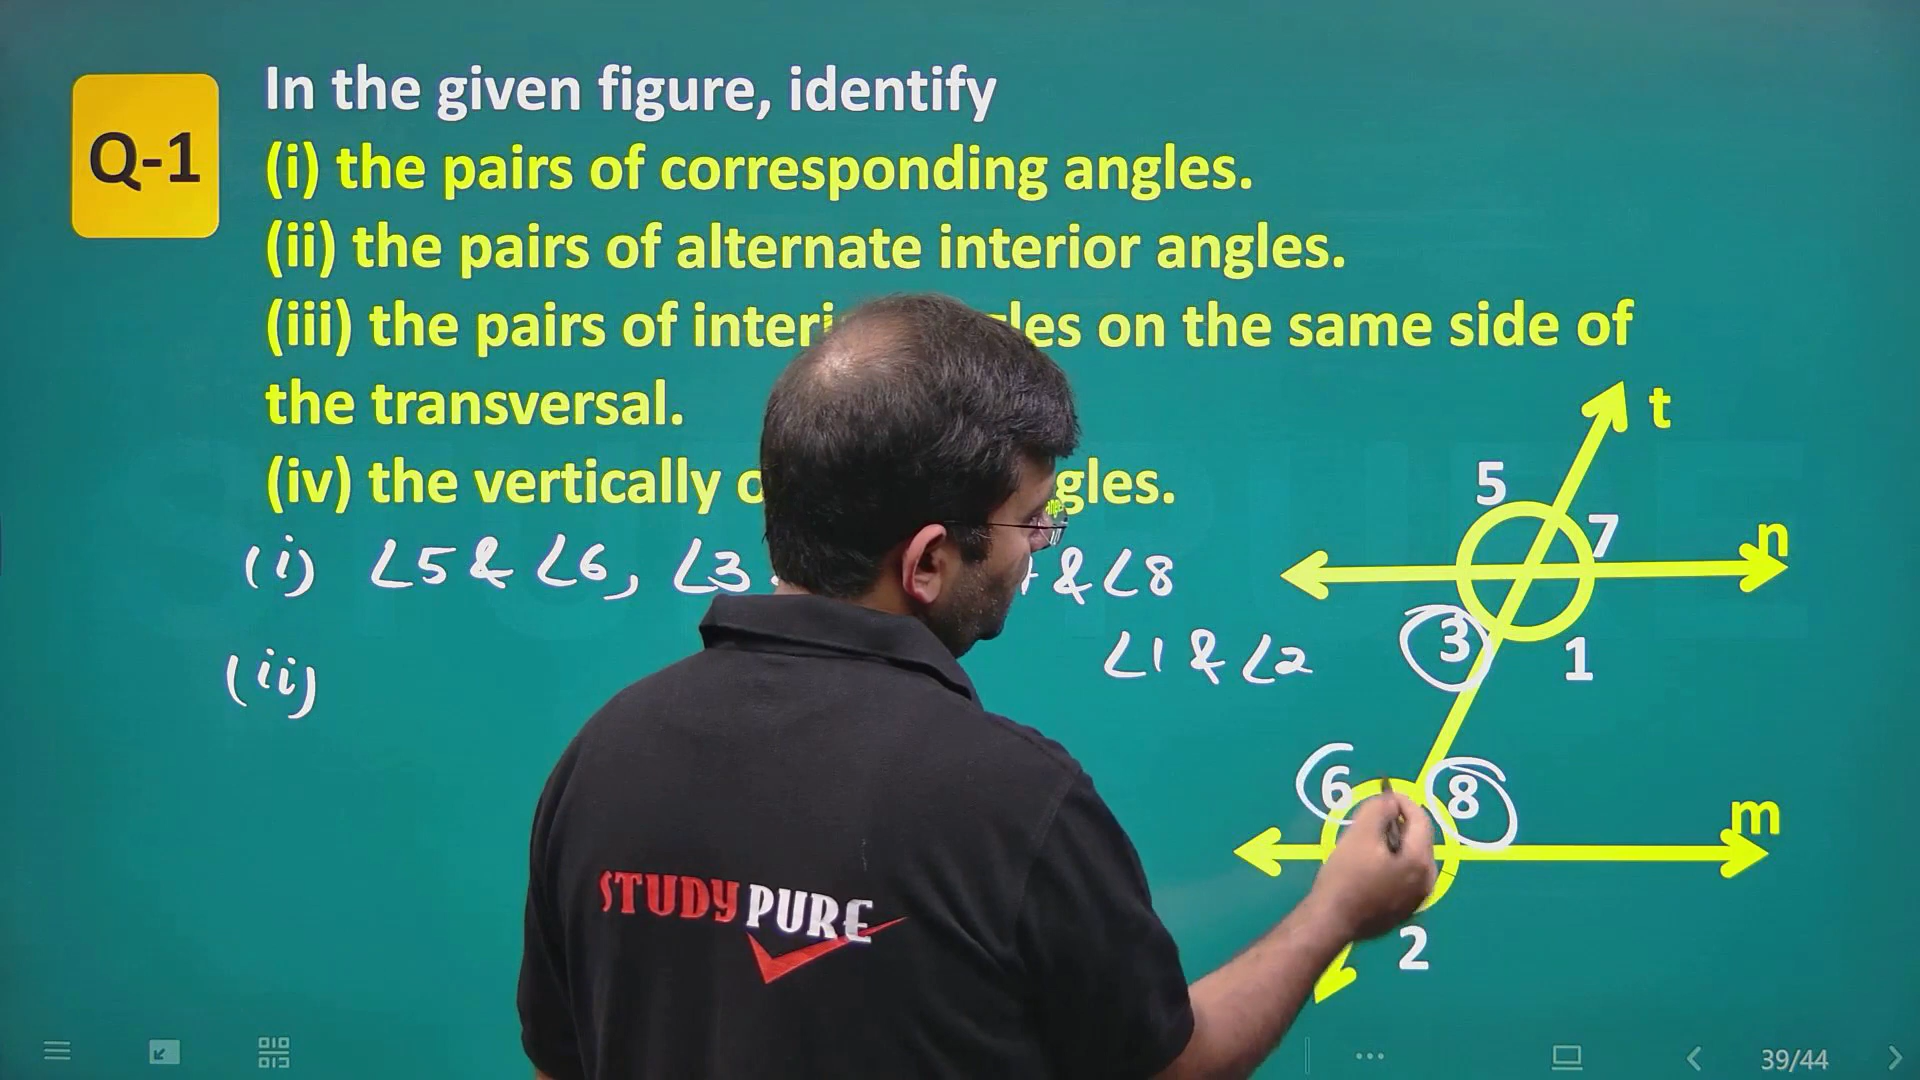 Q-1
In the given figure, identify
(i) the pairs of corresponding angles.
(ii) the pairs of alternate interior angles.
(iii) the pairs of les on the same side of
the transversal.
(iv) the vertically gles.
(i) ∠5 & ∠6, ∠3 & ∠8
∠1 & ∠2
(ii)
t
5
7
n
3
1
6
8
m
2
STUDY PURE
39/44